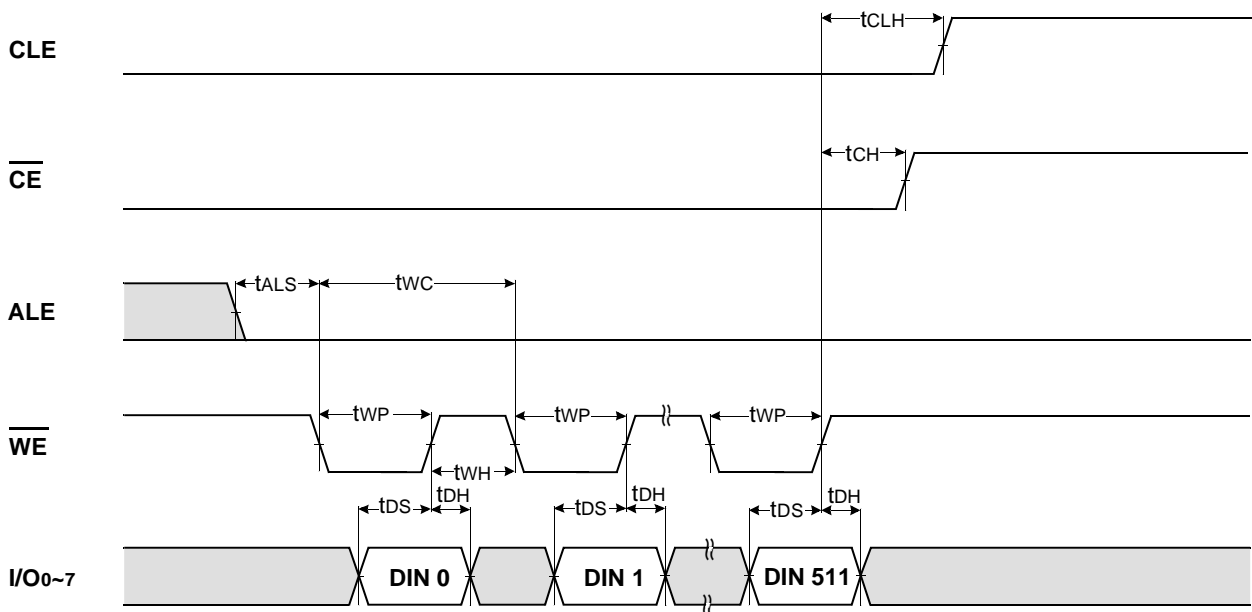 CLE
tCLH
CE
tCH
ALE
tALS
tWC
WE
tWP
tWP
tWP
tWH
tDS
tDH
tDS
tDH
tDS
tDH
I/O0~7
DIN 0
DIN 1
DIN 511